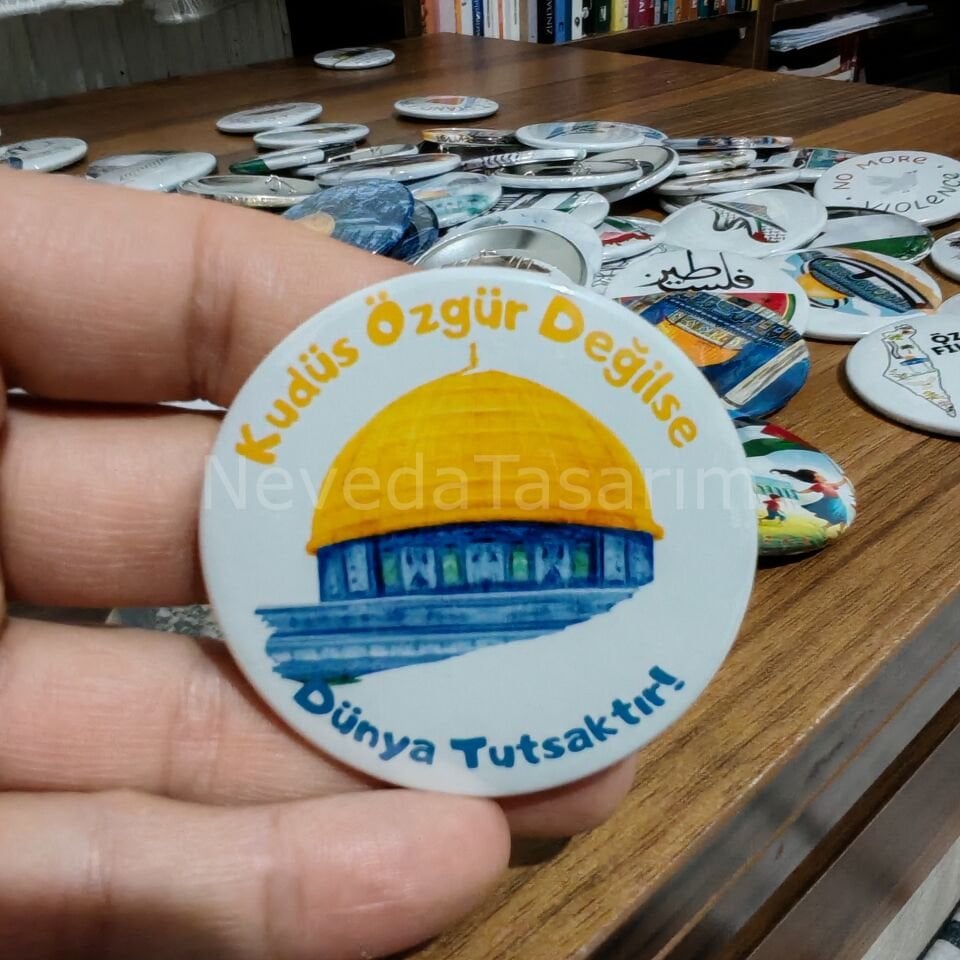 Kudüs Özgür Değilse
Dünya Tutsaktır!
NevedaTasarım
NO MORE
VIOLENCE
فلسطين